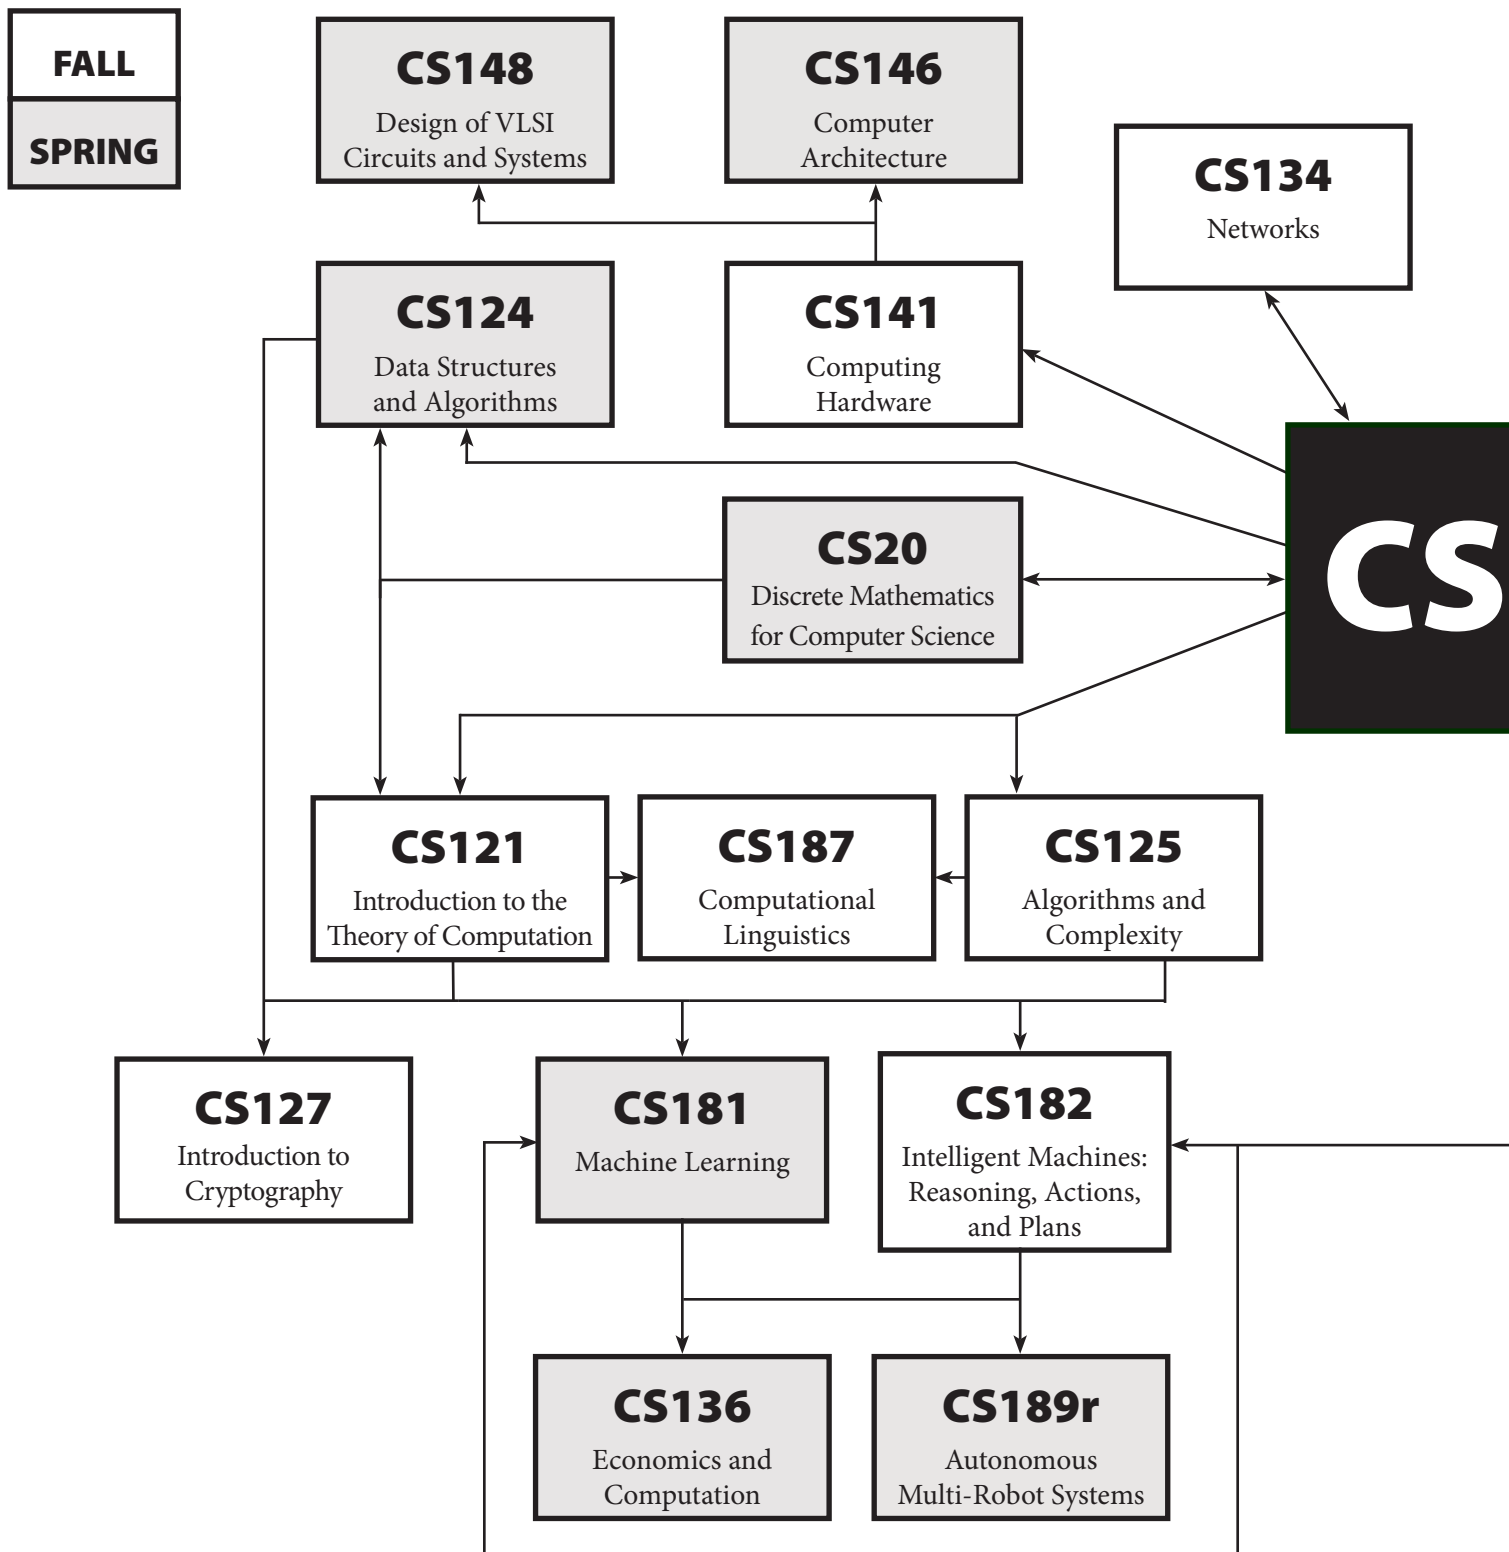 FALL
SPRING
CS148
Design of VLSI
Circuits and Systems
CS146
Computer
Architecture
CS134
Networks
CS124
Data Structures
and Algorithms
CS141
Computing
Hardware
CS20
Discrete Mathematics
for Computer Science
CS
CS121
Introduction to the
Theory of Computation
CS187
Computational
Linguistics
CS125
Algorithms and
Complexity
CS127
Introduction to
Cryptography
CS181
Machine Learning
CS182
Intelligent Machines:
Reasoning, Actions,
and Plans
CS136
Economics and
Computation
CS189r
Autonomous
Multi-Robot Systems